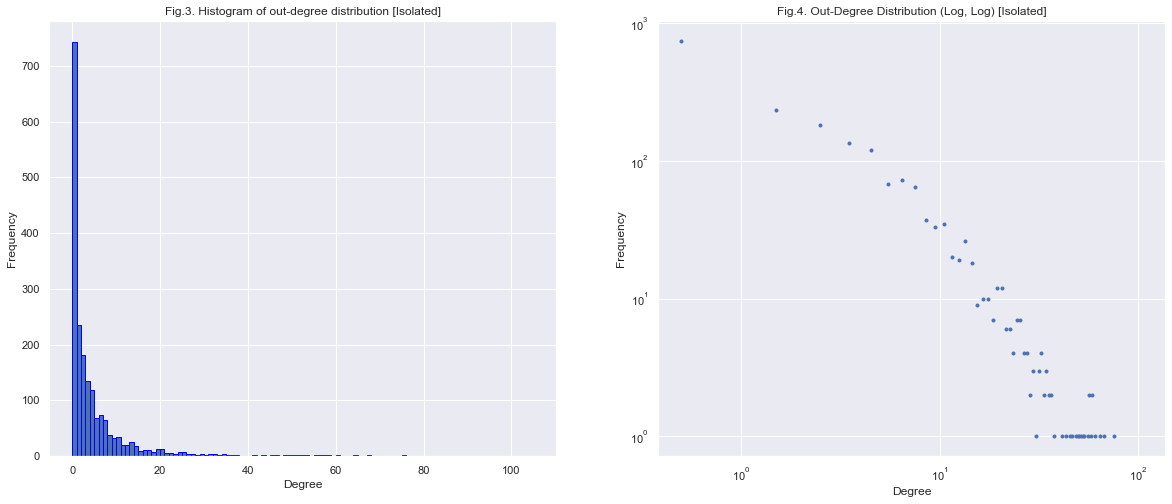 Fig.3. Histogram of out-degree distribution [Isolated]
700
600
500
400
300
200
100
0
Frequency
0 20 40 60 80 100
Degree
Fig.4. Out-Degree Distribution (Log, Log) [Isolated]
10³
10²
10¹
10⁰
Frequency
10⁰ 10¹ 10²
Degree